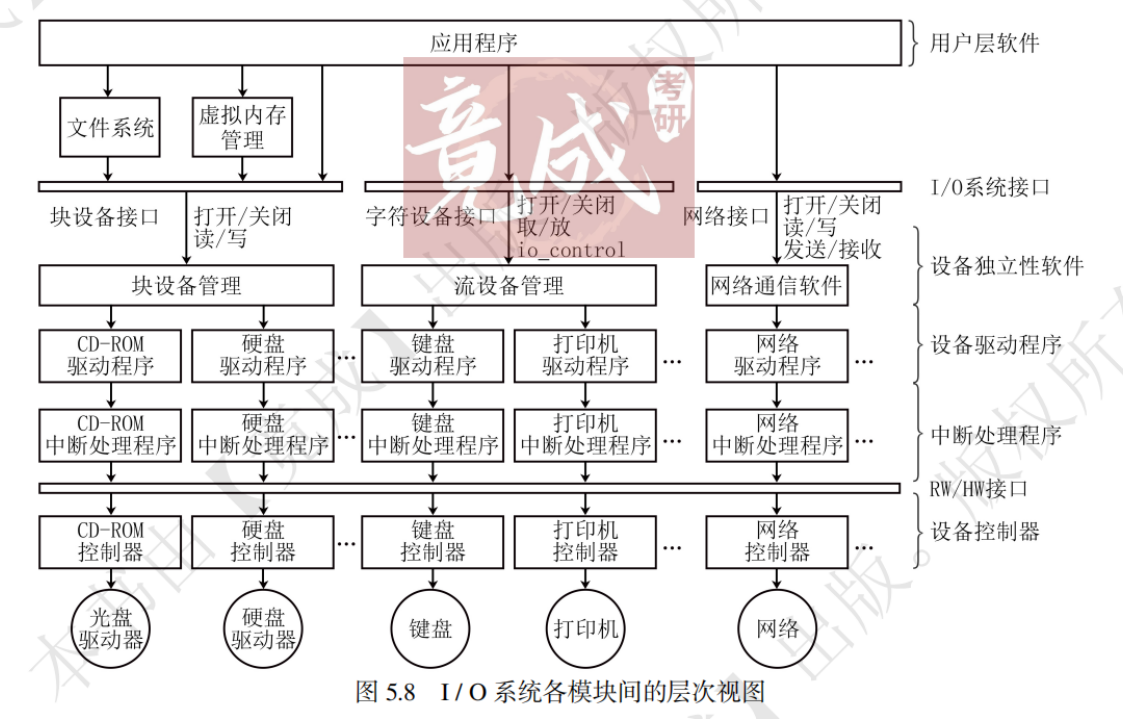 应用程序
用户层软件
文件系统
虚拟内存
管理
竟成
考研
I/O系统接口
块设备接口
打开/关闭
读/写
字符设备接口
打开/关闭
取/放
io_control
网络接口
打开/关闭
读/写
发送/接收
设备独立性软件
块设备管理
流设备管理
网络通信软件
CD-ROM
驱动程序
硬盘
驱动程序
...
键盘
驱动程序
打印机
驱动程序
...
网络
驱动程序
...
设备驱动程序
CD-ROM
中断处理程序
硬盘
中断处理程序
...
键盘
中断处理程序
打印机
中断处理程序
...
网络
中断处理程序
...
中断处理程序
RW/HW接口
CD-ROM
控制器
硬盘
控制器
...
键盘
控制器
打印机
控制器
...
网络
控制器
...
设备控制器
光盘
驱动器
硬盘
驱动器
键盘
打印机
网络
图 5.8 I / O 系统各模块间的层次视图
本书由【竟成】出版。版权所有